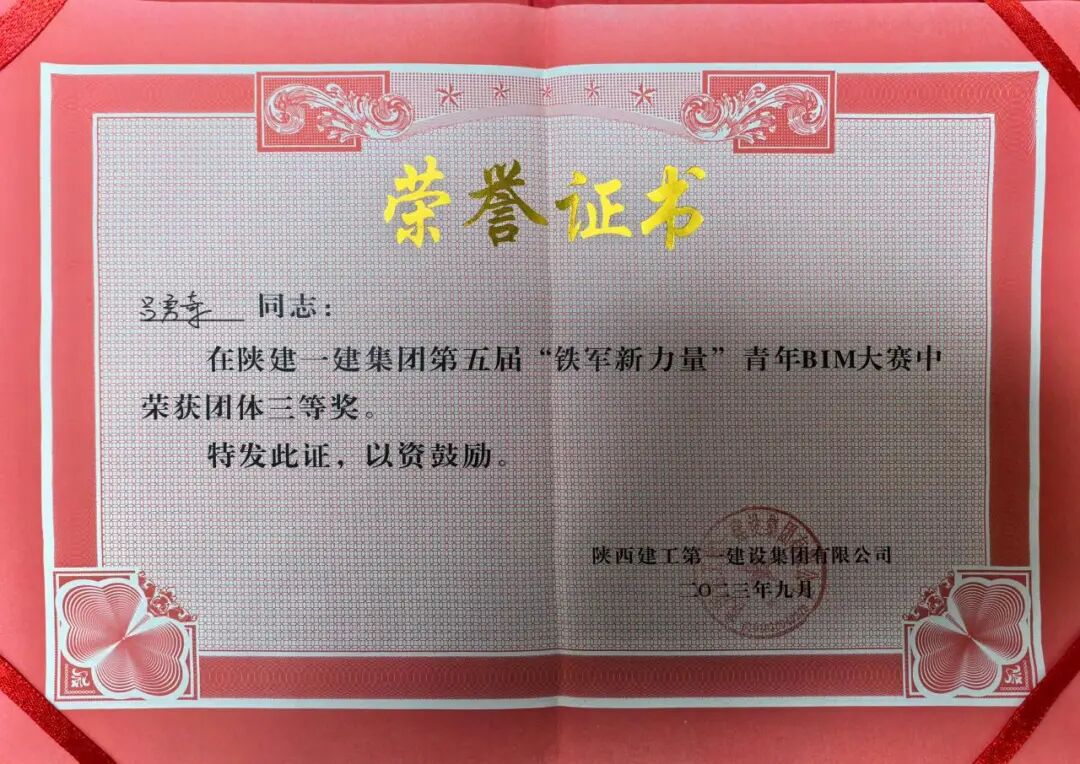 荣誉证书
吕勇奇 同志：
在陕建一建集团第五届“铁军新力量”青年BIM大赛中
荣获团体三等奖。
特发此证，以资鼓励。
陕西建工第一建设集团有限公司
二〇二三年九月